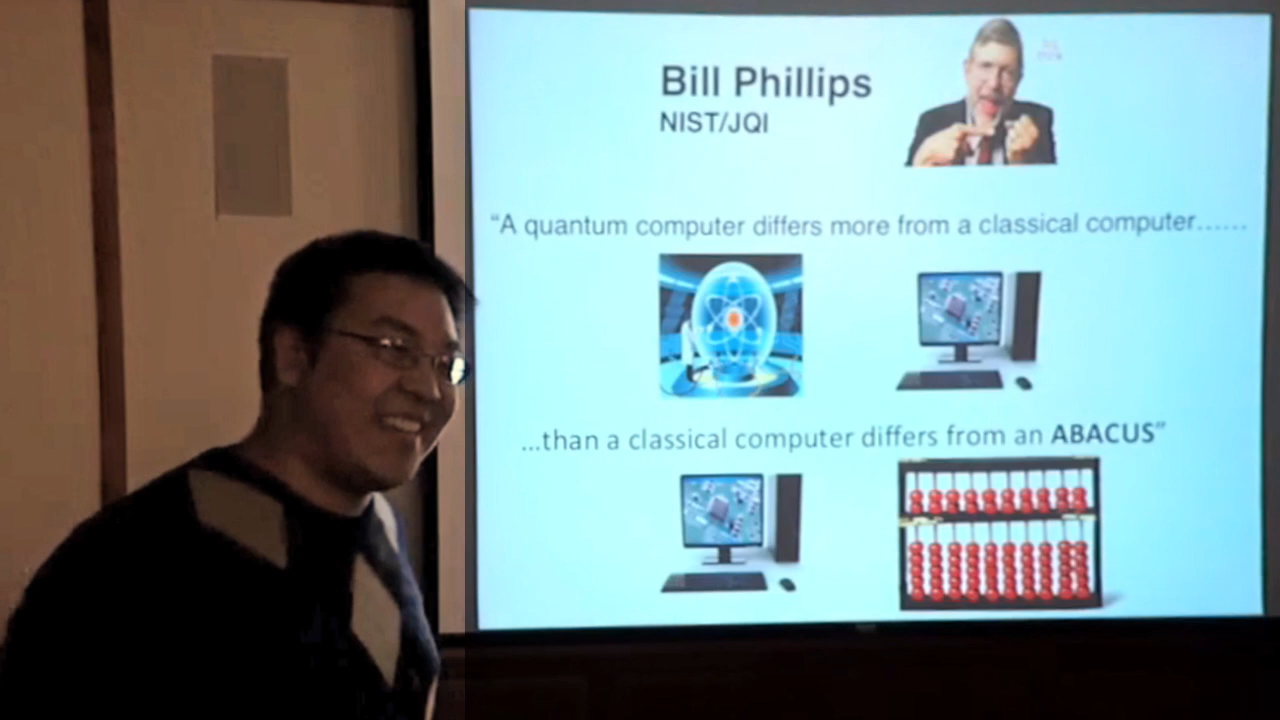 Bill Phillips
NIST/JQI
“A quantum computer differs more from a classical computer......
...than a classical computer differs from an ABACUS”